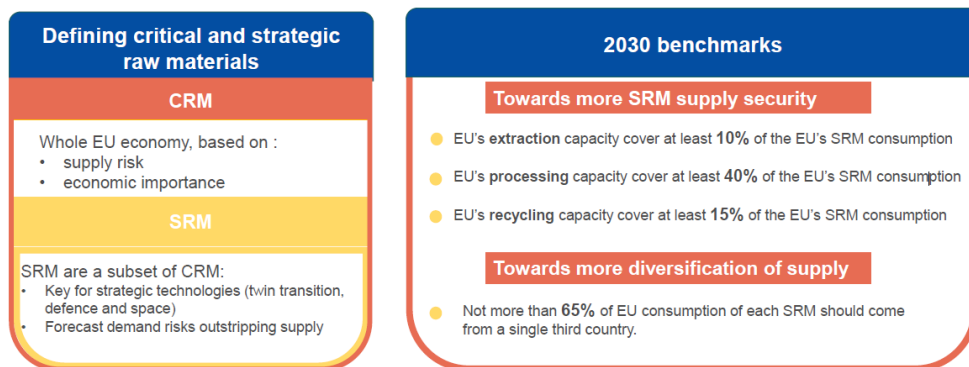 Defining critical and strategic
raw materials
CRM
Whole EU economy, based on :
• supply risk
• economic importance
SRM
SRM are a subset of CRM:
• Key for strategic technologies (twin transition,
defence and space)
• Forecast demand risks outstripping supply
2030 benchmarks
Towards more SRM supply security
EU's extraction capacity cover at least 10% of the EU's SRM consumption
EU's processing capacity cover at least 40% of the EU's SRM consumption
EU's recycling capacity cover at least 15% of the EU's SRM consumption
Towards more diversification of supply
Not more than 65% of EU consumption of each SRM should come
from a single third country.